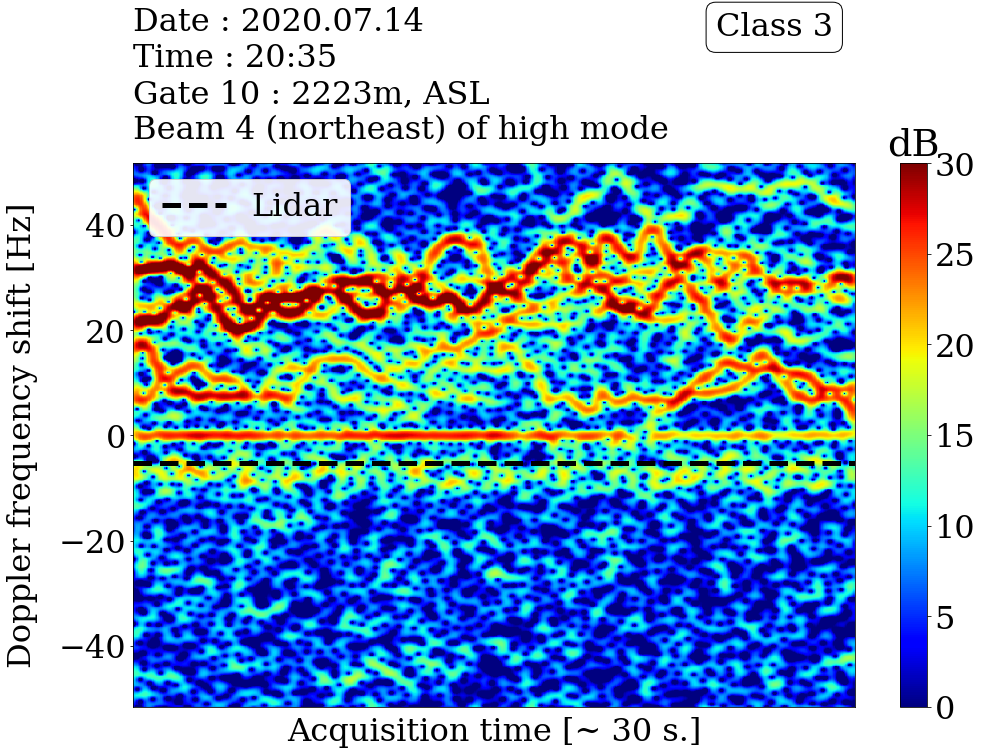 Date : 2020.07.14
Time : 20:35
Gate 10 : 2223m, ASL
Beam 4 (northeast) of high mode
Class 3
dB
Lidar
Doppler frequency shift [Hz]
40
20
0
−20
−40
Acquisition time [~ 30 s.]
30
25
20
15
10
5
0